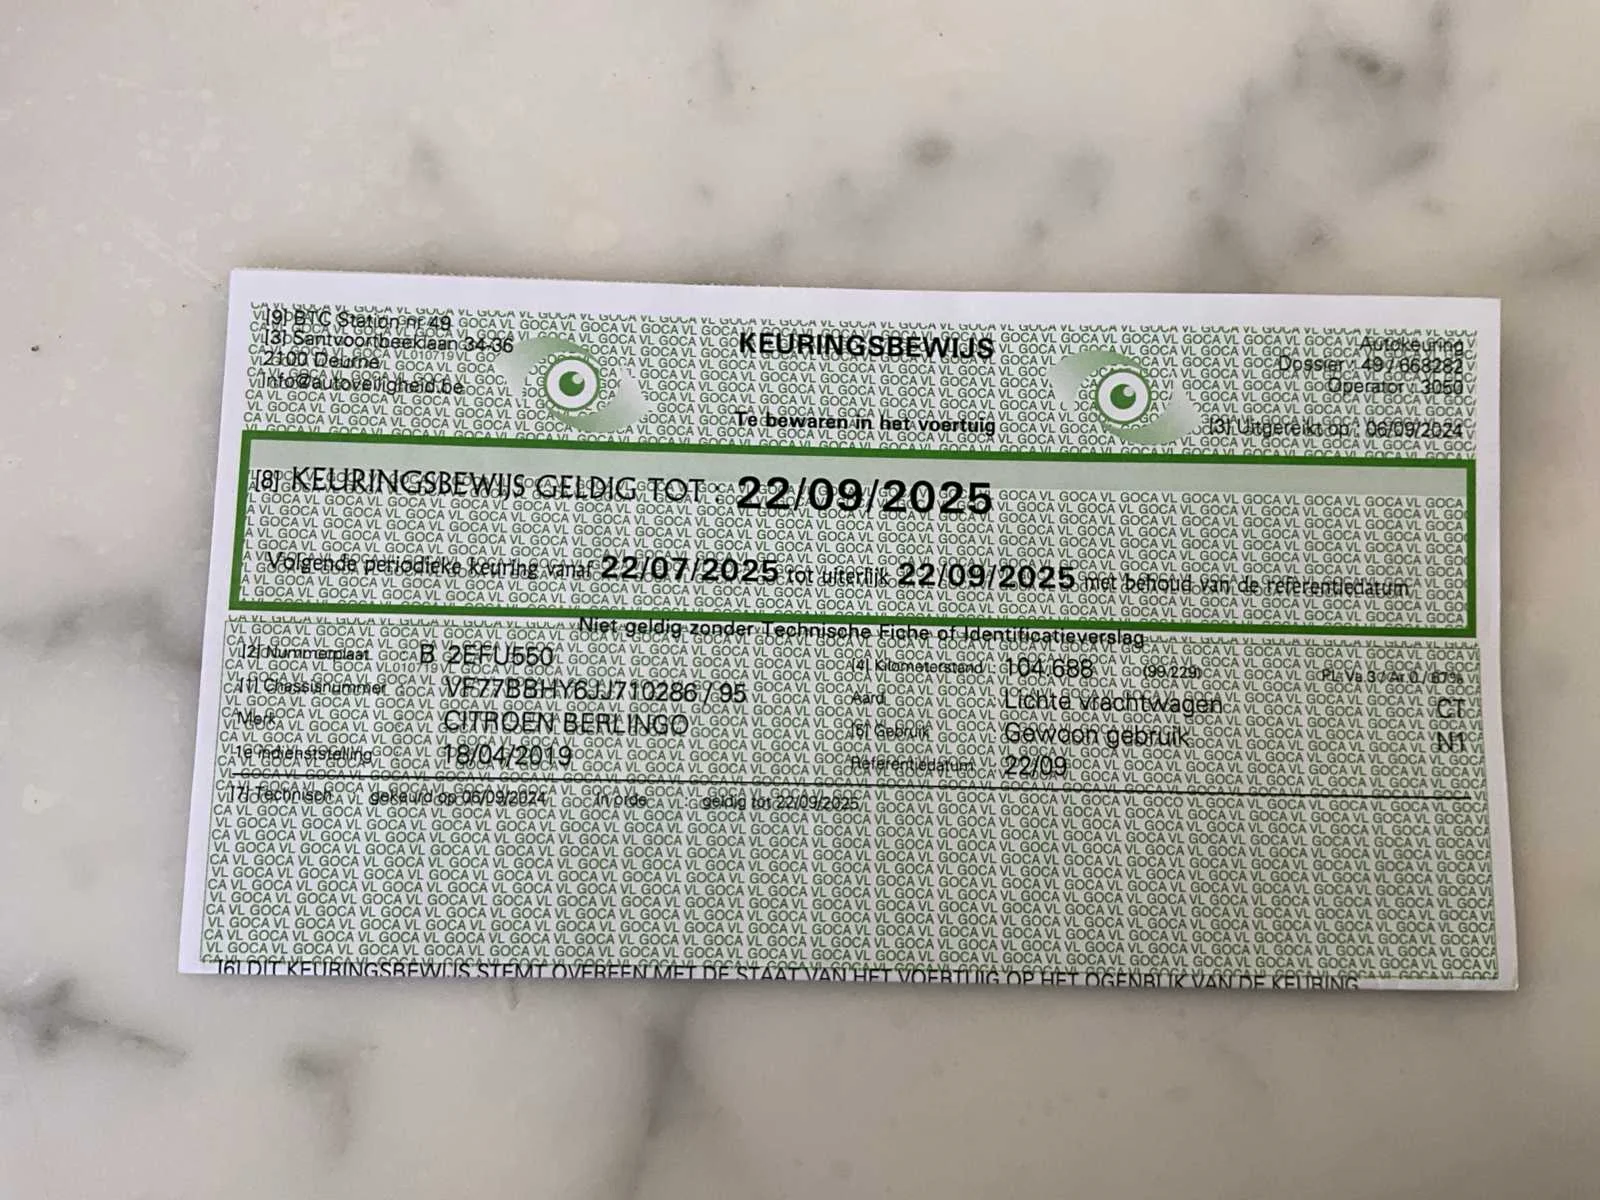 [9] BTC Station nr 49
[3] Santvoortbeeklaan 34-36
2100 Deurne
info@autoveiligheid.be
KEURINGSBEWIJS
Te bewaren in het voertuig
Autokeuring
Dossier : 49 / 668282
Operator : 3050
[3] Uitgereikt op : 06/09/2024
[8] KEURINGSBEWIJS GELDIG TOT : 22/09/2025
Volgende periodieke keuring vanaf 22/07/2025 tot uiterlijk 22/09/2025 met behoud van de referentiedatum
Niet geldig zonder Technische Fiche of Identificatieverslag
[2] Nummerplaat B 2EFU550
[4] Kilometerstand : 104.688 (99.229)
[1] Chassisnummer VF77BBHY6JJ710286 / 95
Aard : Lichte vrachtwagen CT
Merk CITROEN BERLINGO
[5] Gebruik : Gewoon gebruik N1
1e indienststelling 18/04/2019
Referentiedatum : 22/09
[7] Technisch gekeurd op 06/09/2024 In orde : geldig tot 22/09/2025
[6] DIT KEURINGSBEWIJS STEMT OVEREEN MET DE STAAT VAN HET VOERTUIG OP HET OGENBLIK VAN DE KEURING